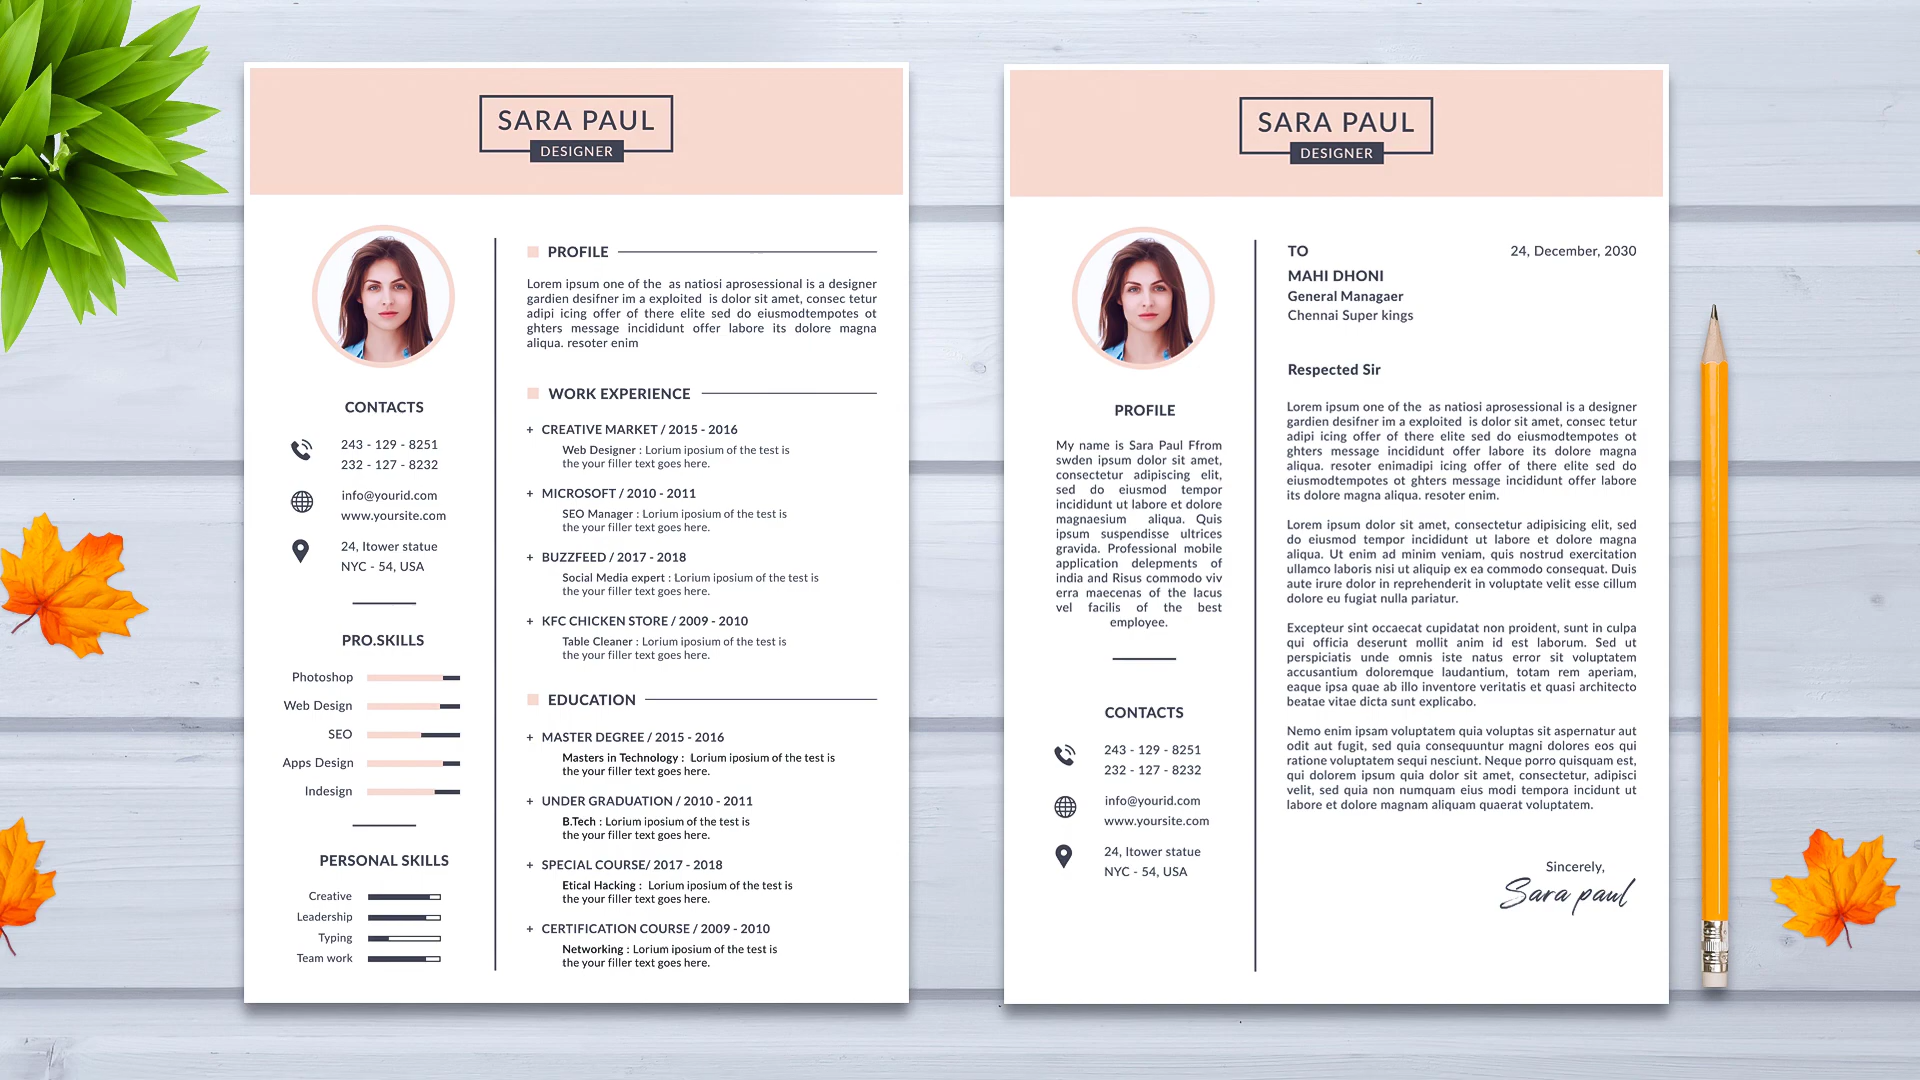 SARA PAUL
DESIGNER
CONTACTS
243 - 129 - 8251
232 - 127 - 8232
info@yourid.com
www.yoursite.com
24, Itower statue
NYC - 54, USA
PRO.SKILLS
Photoshop
Web Design
SEO
Apps Design
Indesign
PERSONAL SKILLS
Creative
Leadership
Typing
Team work
PROFILE
Lorem ipsum one of the as natiosi aprosessional is a designer
gardien desifner im a exploited is dolor sit amet, consec tetur
adipi icing offer of there elite sed do eiusmodtempotes ot
ghters message incididunt offer labore its dolore magna
aliqua. resoter enim
WORK EXPERIENCE
+ CREATIVE MARKET / 2015 - 2016
Web Designer : Lorium iposium of the test is
the your filler text goes here.
+ MICROSOFT / 2010 - 2011
SEO Manager : Lorium iposium of the test is
the your filler text goes here.
+ BUZZFEED / 2017 - 2018
Social Media expert : Lorium iposium of the test is
the your filler text goes here.
+ KFC CHICKEN STORE / 2009 - 2010
Table Cleaner : Lorium iposium of the test is
the your filler text goes here.
EDUCATION
+ MASTER DEGREE / 2015 - 2016
Masters in Technology : Lorium iposium of the test is
the your filler text goes here.
+ UNDER GRADUATION / 2010 - 2011
B.Tech : Lorium iposium of the test is
the your filler text goes here.
+ SPECIAL COURSE/ 2017 - 2018
Etical Hacking : Lorium iposium of the test is
the your filler text goes here.
+ CERTIFICATION COURSE / 2009 - 2010
Networking : Lorium iposium of the test is
the your filler text goes here.
SARA PAUL
DESIGNER
PROFILE
My name is Sara Paul Ffrom
swden ipsum dolor sit amet,
consectetur adipiscing elit,
sed do eiusmod tempor
incididunt ut labore et dolore
magnaesium aliqua. Quis
ipsum suspendisse ultrices
gravida. Professional mobile
application delepments of
india and Risus commodo viv
erra maecenas of the lacus
vel facilis of the best
employee.
CONTACTS
243 - 129 - 8251
232 - 127 - 8232
info@yourid.com
www.yoursite.com
24, Itower statue
NYC - 54, USA
TO
24, December, 2030
MAHI DHONI
General Managaer
Chennai Super kings
Respected Sir
Lorem ipsum one of the as natiosi aprosessional is a designer
gardien desifner im a exploited is dolor sit amet, consec tetur
adipi icing offer of there elite sed do eiusmodtempotes ot
ghters message incididunt offer labore its dolore magna
aliqua. resoter enimadipi icing offer of there elite sed do
eiusmodtempotes ot ghters message incididunt offer labore
its dolore magna aliqua. resoter enim.
Lorem ipsum dolor sit amet, consectetur adipisicing elit, sed
do eiusmod tempor incididunt ut labore et dolore magna
aliqua. Ut enim ad minim veniam, quis nostrud exercitation
ullamco laboris nisi ut aliquip ex ea commodo consequat. Duis
aute irure dolor in reprehenderit in voluptate velit esse cillum
dolore eu fugiat nulla pariatur.
Excepteur sint occaecat cupidatat non proident, sunt in culpa
qui officia deserunt mollit anim id est laborum. Sed ut
perspiciatis unde omnis iste natus error sit voluptatem
accusantium doloremque laudantium, totam rem aperiam,
eaque ipsa quae ab illo inventore veritatis et quasi architecto
beatae vitae dicta sunt explicabo.
Nemo enim ipsam voluptatem quia voluptas sit aspernatur aut
odit aut fugit, sed quia consequuntur magni dolores eos qui
ratione voluptatem sequi nesciunt. Neque porro quisquam est,
qui dolorem ipsum quia dolor sit amet, consectetur, adipisci
velit, sed quia non numquam eius modi tempora incidunt ut
labore et dolore magnam aliquam quaerat voluptatem.
Sincerely,
Sara paul